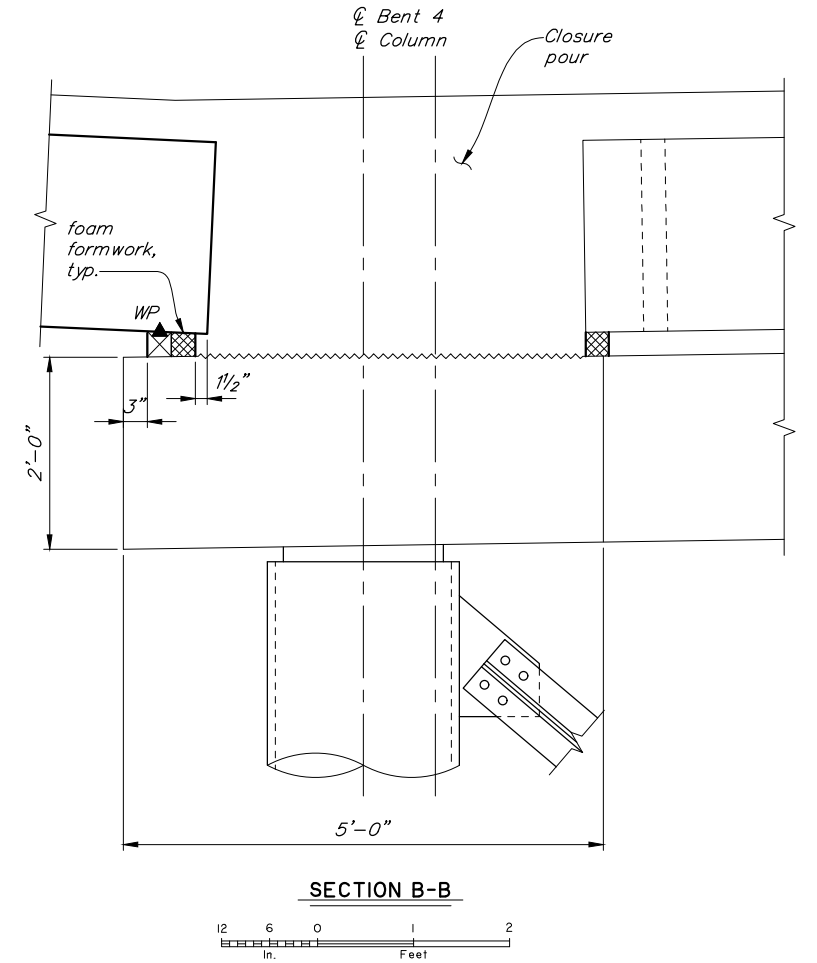 ℄ Bent 4
℄ Column
Closure
pour
foam
formwork,
typ.
WP
1½"
3"
2'-0"
5'-0"
SECTION B-B
12 6 0 1 2
In. Feet